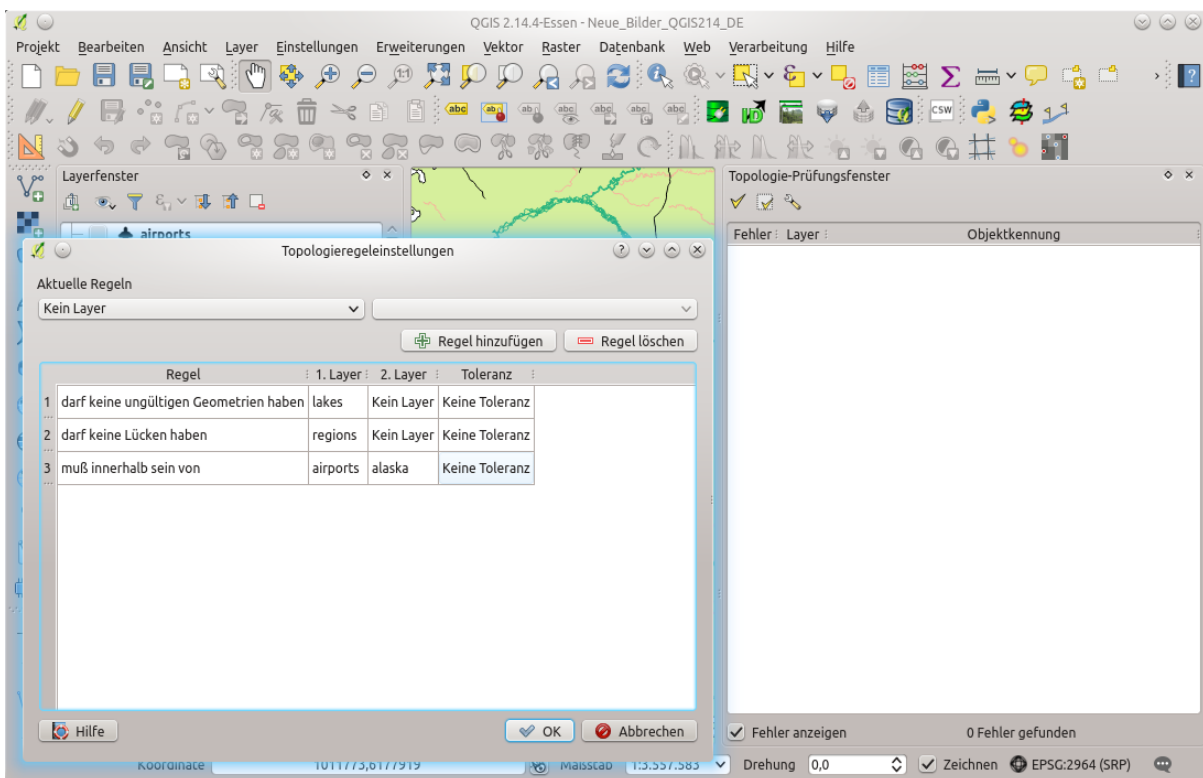 QGIS 2.14.4-Essen - Neue_Bilder_QGIS214_DE
Projekt Bearbeiten Ansicht Layer Einstellungen Erweiterungen Vektor Raster Datenbank Web Verarbeitung Hilfe
Layerfenster
airports
Topologie-Prüfungsfenster
Fehler Layer Objektkennung
Topologieregeleinstellungen
Aktuelle Regeln
Kein Layer
Regel hinzufügen Regel löschen
Regel 1. Layer 2. Layer Toleranz
1 darf keine ungültigen Geometrien haben lakes Kein Layer Keine Toleranz
2 darf keine Lücken haben regions Kein Layer Keine Toleranz
3 muß innerhalb sein von airports alaska Keine Toleranz
Hilfe OK Abbrechen
Fehler anzeigen 0 Fehler gefunden
Koordinate 1011773,6177919 Maßstab 1:3.557.583 Drehung 0,0 Zeichnen EPSG:2964 (SRP)